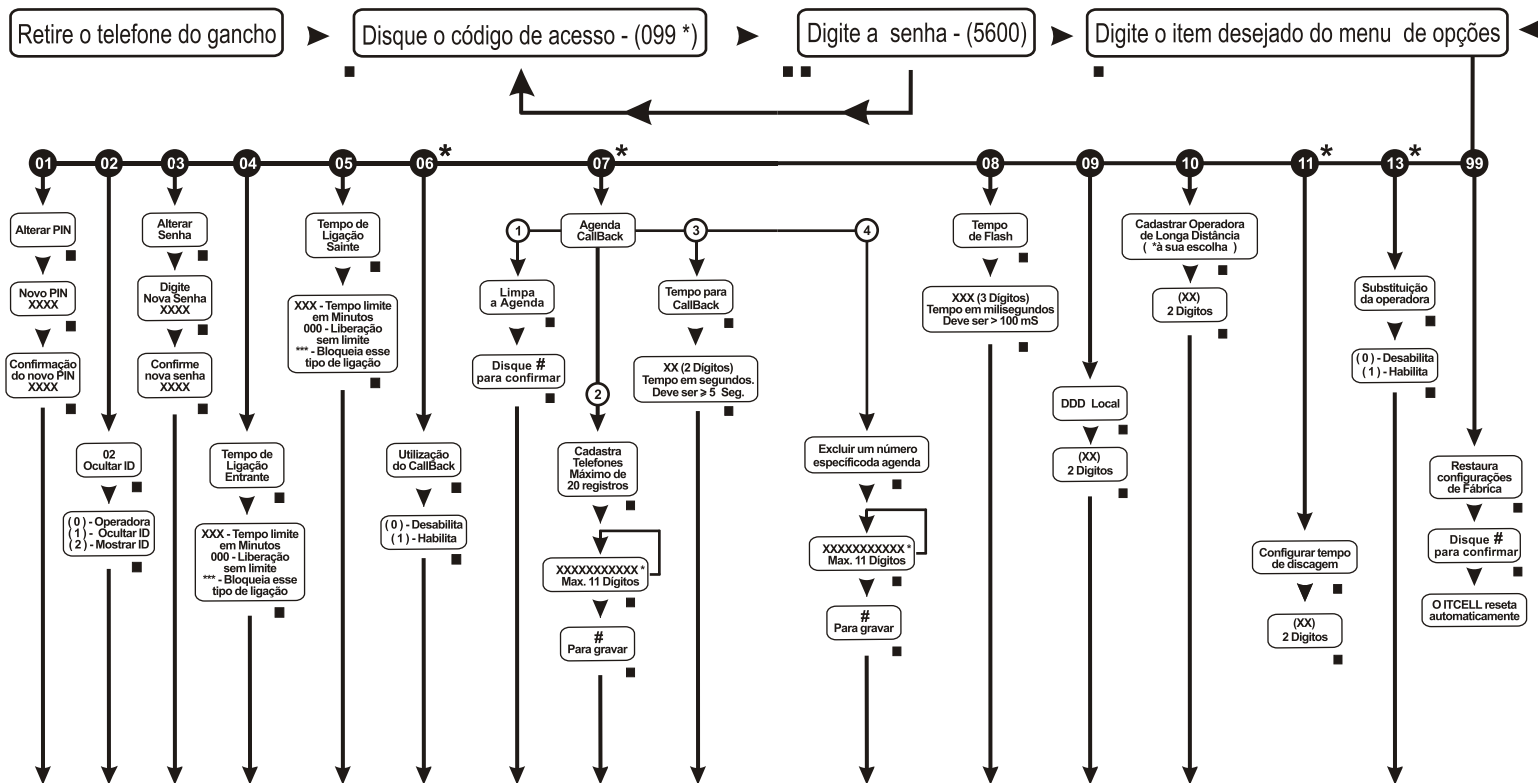 Retire o telefone do gancho
Disque o código de acesso - (099 *)
Digite a senha - (5600)
Digite o item desejado do menu de opções
01
02
03
04
05
06 *
07 *
08
09
10
11 *
13 *
99
Alterar PIN
Novo PIN
XXXX
Confirmação
do novo PIN
XXXX
02
Ocultar ID
( 0 ) - Operadora
( 1 ) - Ocultar ID
( 2 ) - Mostrar ID
Alterar
Senha
Digite
Nova Senha
XXXX
Confirme
nova senha
XXXX
Tempo de
Ligação
Entrante
XXX - Tempo limite
em Minutos
000 - Liberação
sem limite
*** - Bloqueia esse
tipo de ligação
Tempo de
Ligação
Sainte
XXX - Tempo limite
em Minutos
000 - Liberação
sem limite
*** - Bloqueia esse
tipo de ligação
Utilização
do CallBack
( 0 ) - Desabilita
( 1 ) - Habilita
Agenda
CallBack
1
Limpa
a Agenda
Disque #
para confirmar
2
Cadastra
Telefones
Máximo de
20 registros
XXXXXXXXXXX *
Max. 11 Dígitos
#
Para gravar
3
Tempo para
CallBack
XX (2 Dígitos)
Tempo em segundos.
Deve ser ⩾ 5 Seg.
4
Excluir um número
específicoda agenda
XXXXXXXXXXX *
Max. 11 Dígitos
#
Para gravar
Tempo
de Flash
XXX (3 Dígitos)
Tempo em milisegundos
Deve ser > 100 mS
DDD Local
(XX)
2 Digitos
Cadastrar Operadora
de Longa Distância
( *à sua escolha )
(XX)
2 Digitos
Configurar tempo
de discagem
(XX)
2 Digitos
Substituição
da operadora
( 0 ) - Desabilita
( 1 ) - Habilita
Restaura
configurações
de Fábríca
Disque #
para confirmar
O ITCELL reseta
automaticamente